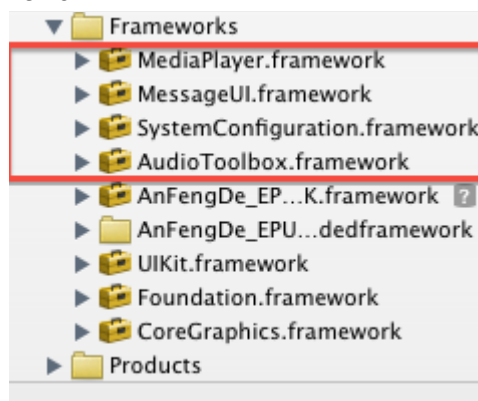 Frameworks
MediaPlayer.framework
MessageUI.framework
SystemConfiguration.framework
AudioToolbox.framework
AnFengDe_EP...K.framework ?
AnFengDe_EPU...dedframework
UIKit.framework
Foundation.framework
CoreGraphics.framework
Products